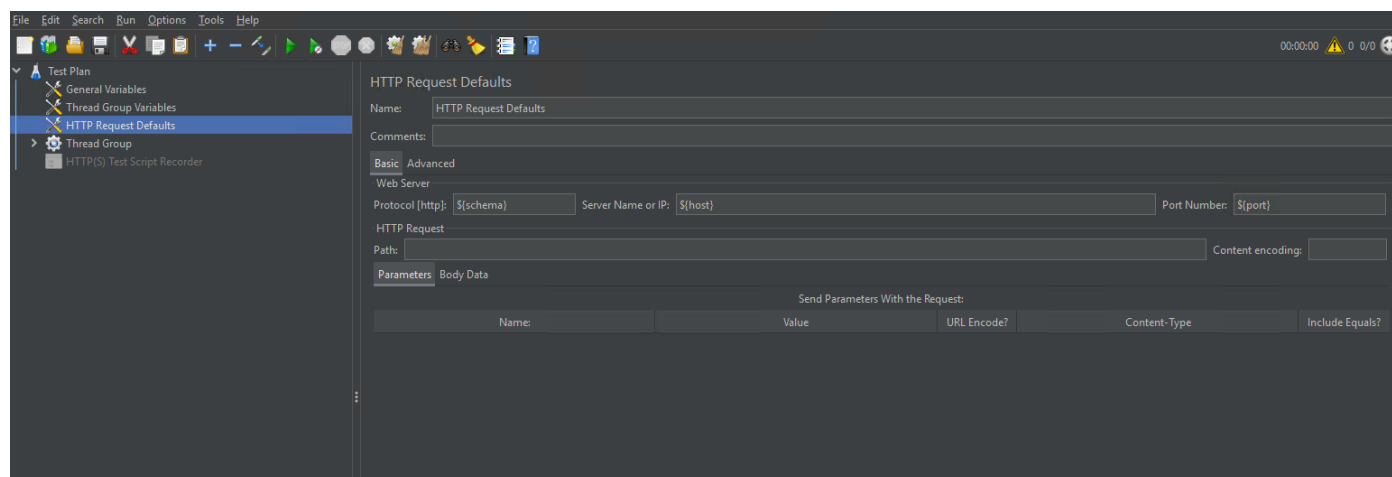 File Edit Search Run Options Tools Help
00:00:00 0 0/0
Test Plan
General Variables
Thread Group Variables
HTTP Request Defaults
Thread Group
HTTP(S) Test Script Recorder
HTTP Request Defaults
Name: HTTP Request Defaults
Comments:
Basic Advanced
Web Server
Protocol [http]: ${schema} Server Name or IP: ${host} Port Number: ${port}
HTTP Request
Path: Content encoding:
Parameters Body Data
Send Parameters With the Request:
Name: Value URL Encode? Content-Type Include Equals?